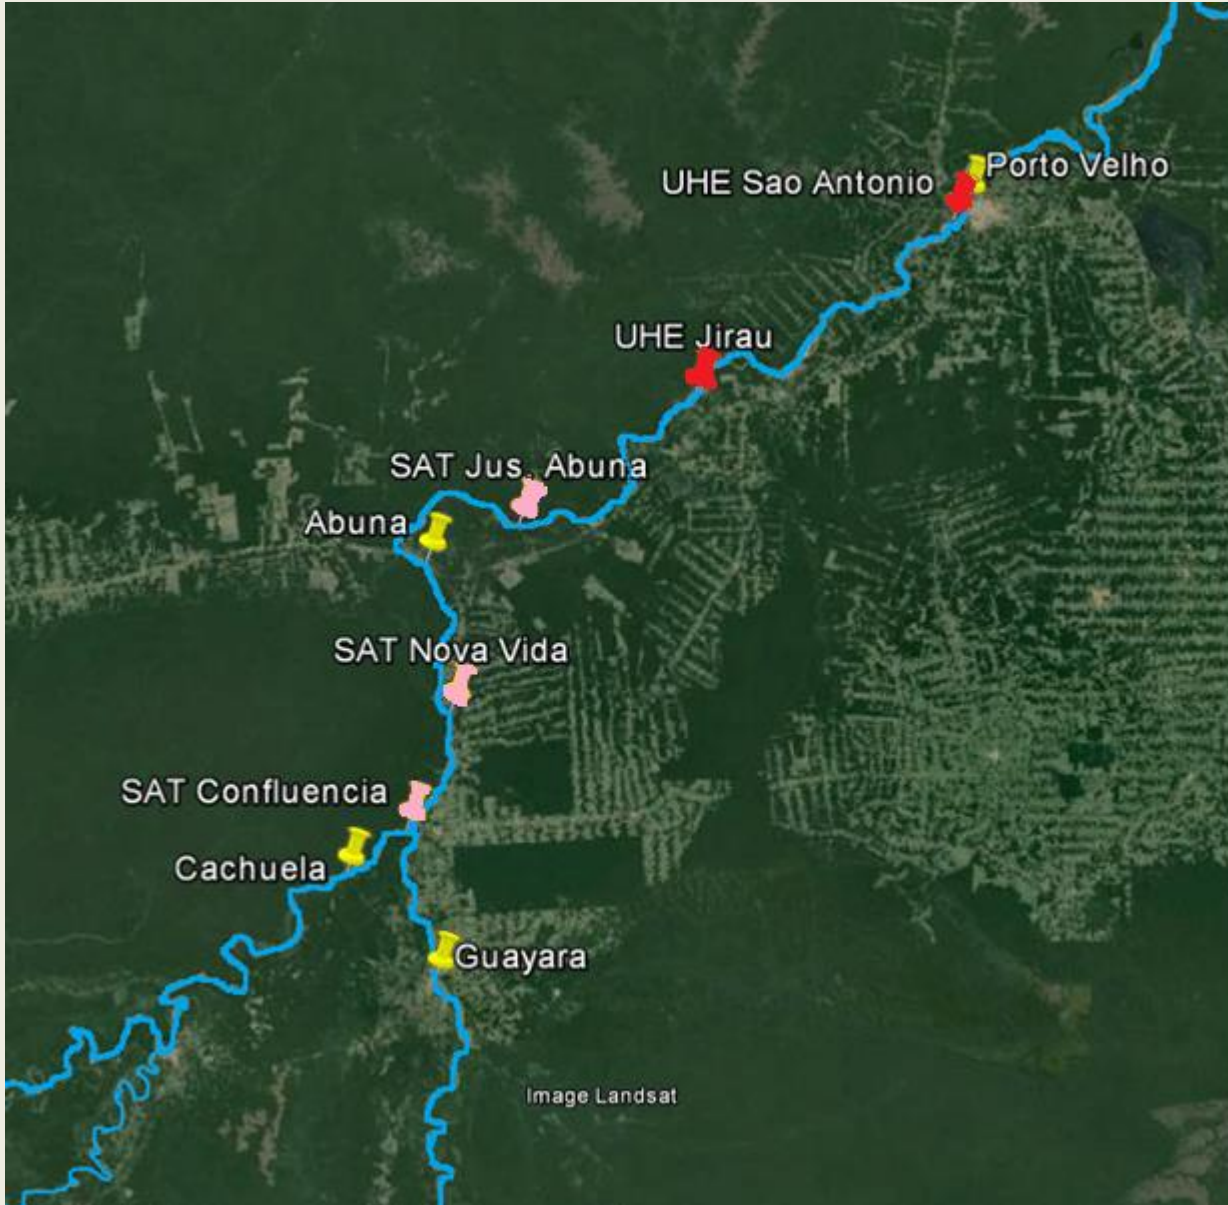 Porto Velho
UHE Sao Antonio
UHE Jirau
SAT Jus. Abuna
Abuna
SAT Nova Vida
SAT Confluencia
Cachuela
Guayara
Image Landsat